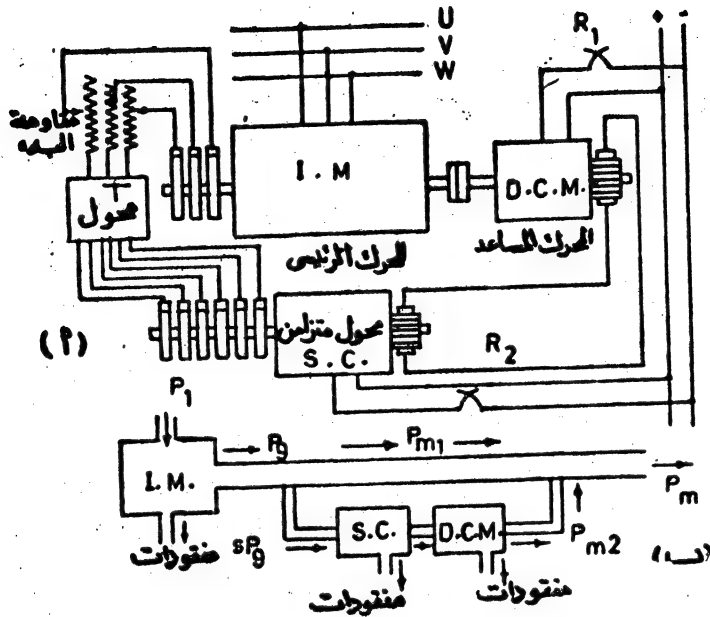 U
V
W
R1
+ -
مقاومة
البدء
I . M
D.C.M.
T
محول
المحرك الرئيسى
المحرك المساعد
محول متزامن
S . C .
R2
(أ)
P1
Pg
Pm1
I.M.
Pm
sPg
S.C.
D.C.M.
Pm2
(ب)
مفقودات
مفقودات
مفقودات